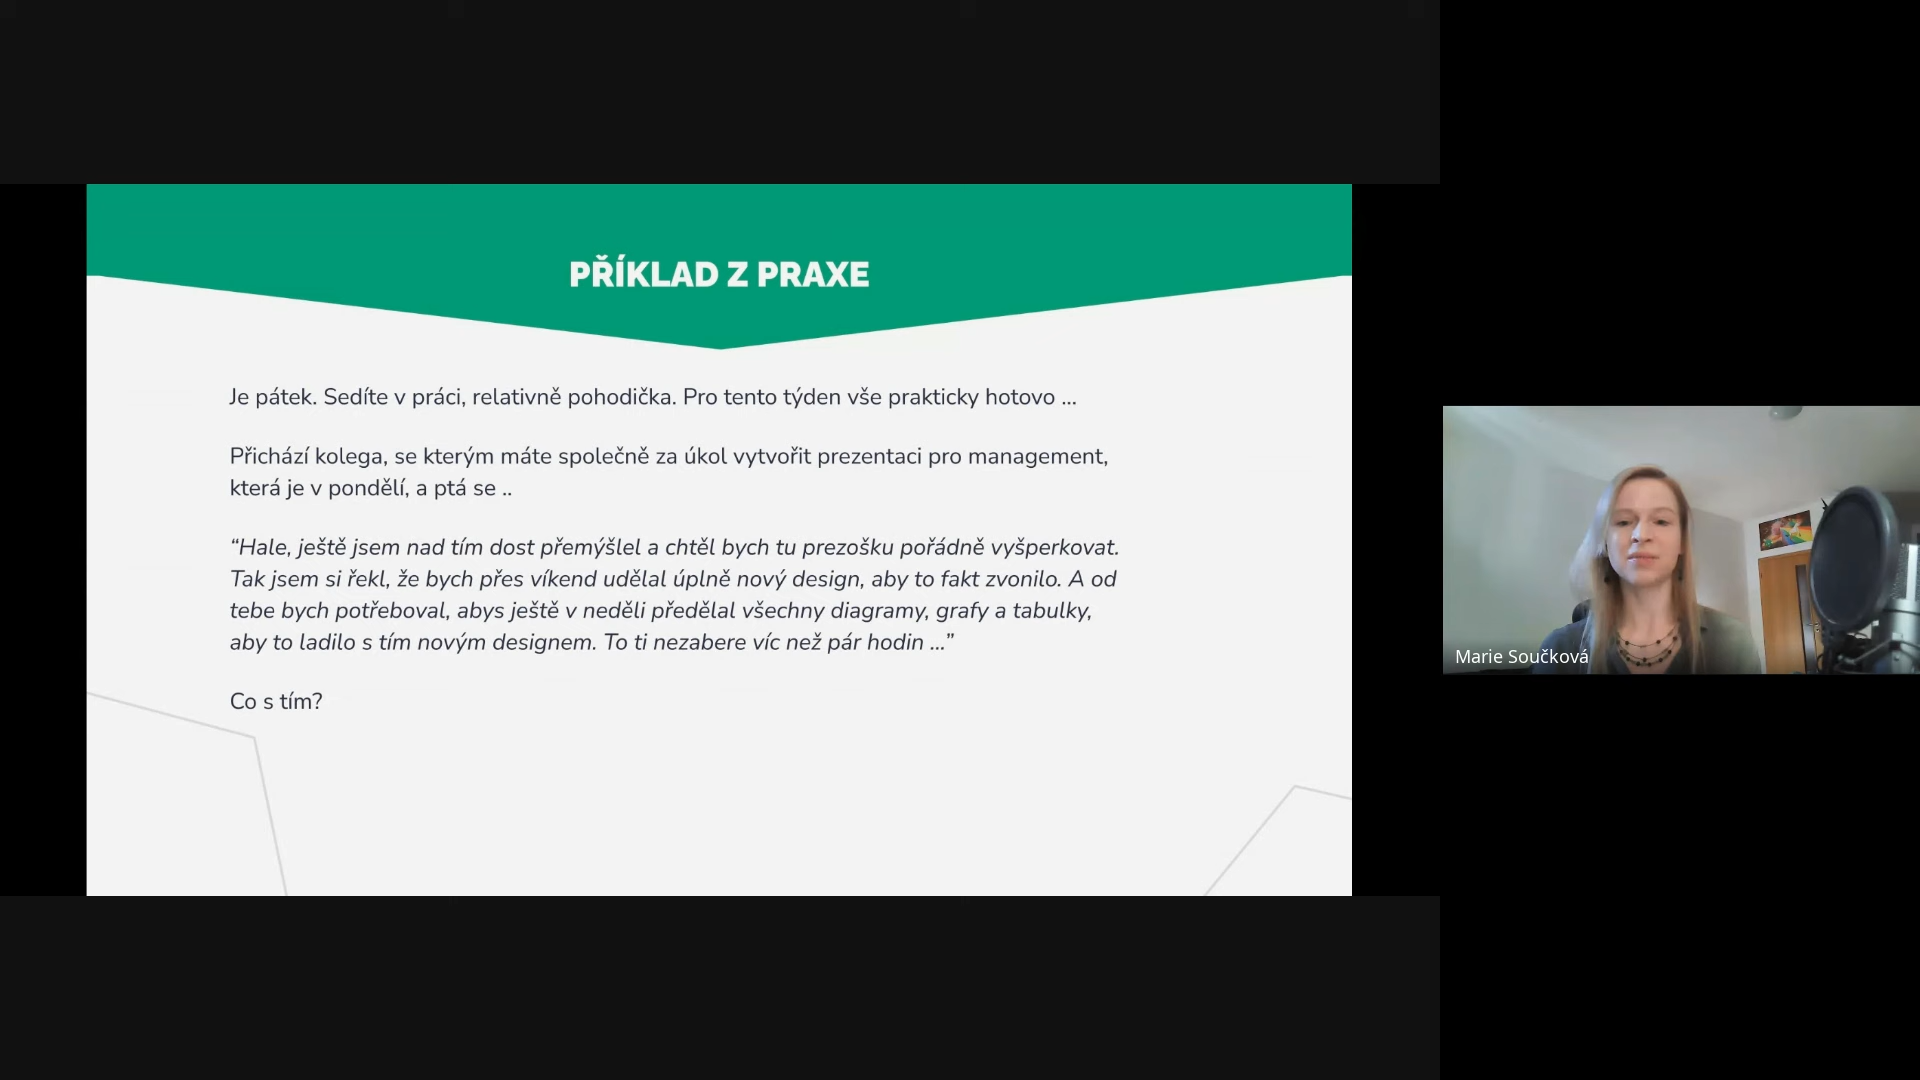 PŘÍKLAD Z PRAXE
Je pátek. Sedíte v práci, relativně pohodička. Pro tento týden vše prakticky hotovo ...
Přichází kolega, se kterým máte společně za úkol vytvořit prezentaci pro management,
která je v pondělí, a ptá se ..
“Hale, ještě jsem nad tím dost přemýšlel a chtěl bych tu prezošku pořádně vyšperkovat.
Tak jsem si řekl, že bych přes víkend udělal úplně nový design, aby to fakt zvonilo. A od
tebe bych potřeboval, abys ještě v neděli předělal všechny diagramy, grafy a tabulky,
aby to ladilo s tím novým designem. To ti nezabere víc než pár hodin ...”
Co s tím?
Marie Součková